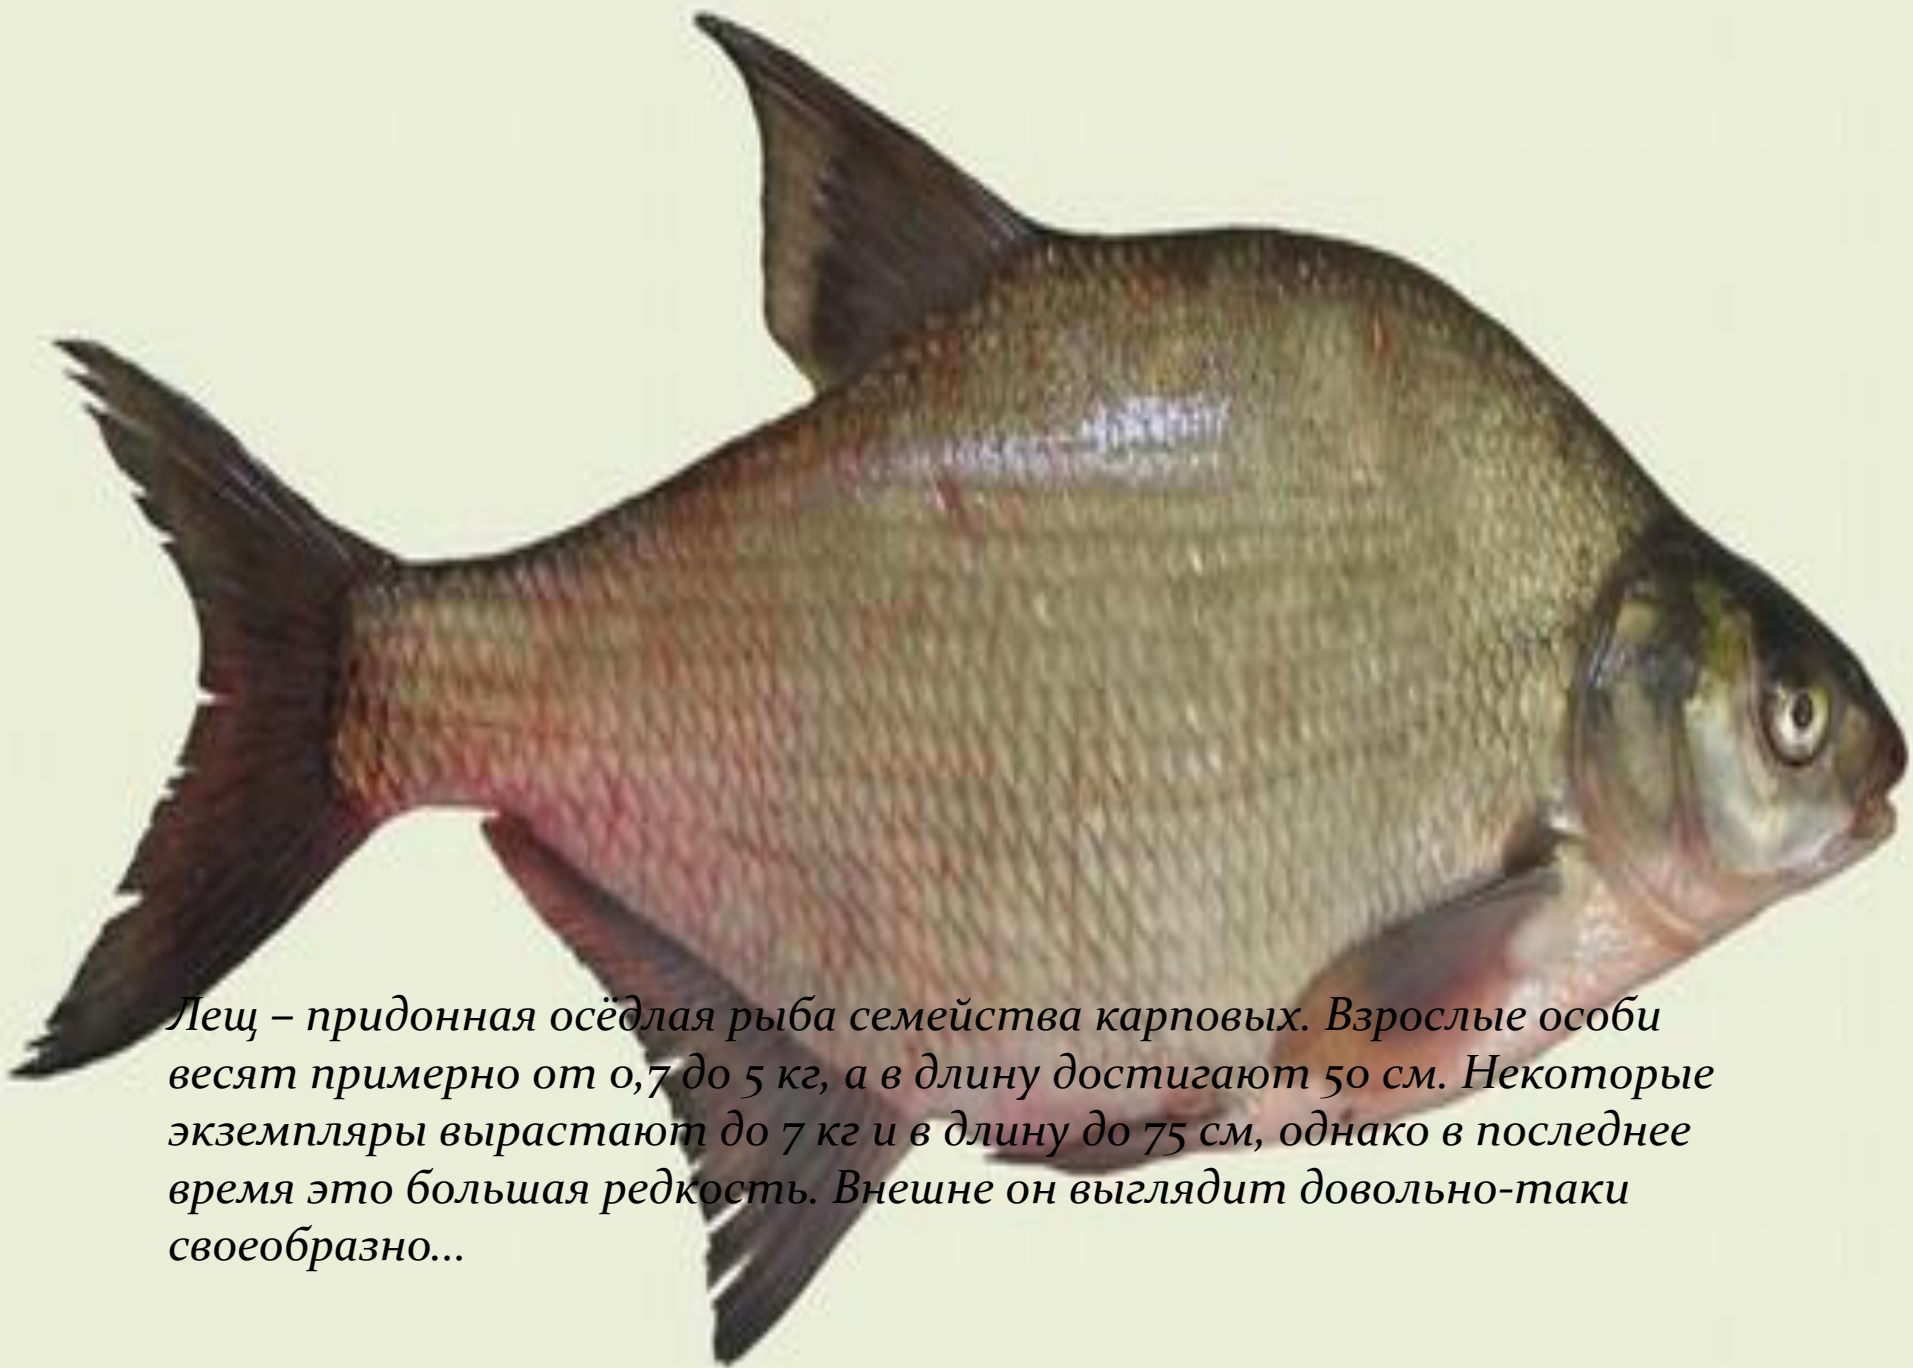 Лещ – придонная осёдлая рыба семейства карповых. Взрослые особи
весят примерно от 0,7 до 5 кг, а в длину достигают 50 см. Некоторые
экземпляры вырастают до 7 кг и в длину до 75 см, однако в последнее
время это большая редкость. Внешне он выглядит довольно-таки
своеобразно...